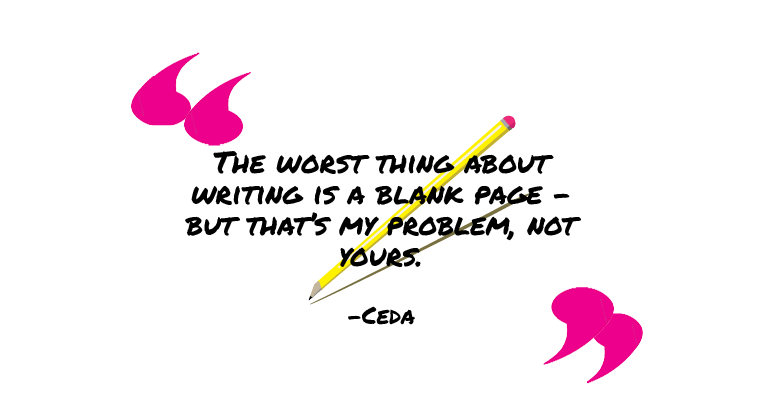 The worst thing about
writing is a blank page –
but that's my problem, not
yours.
–Ceda